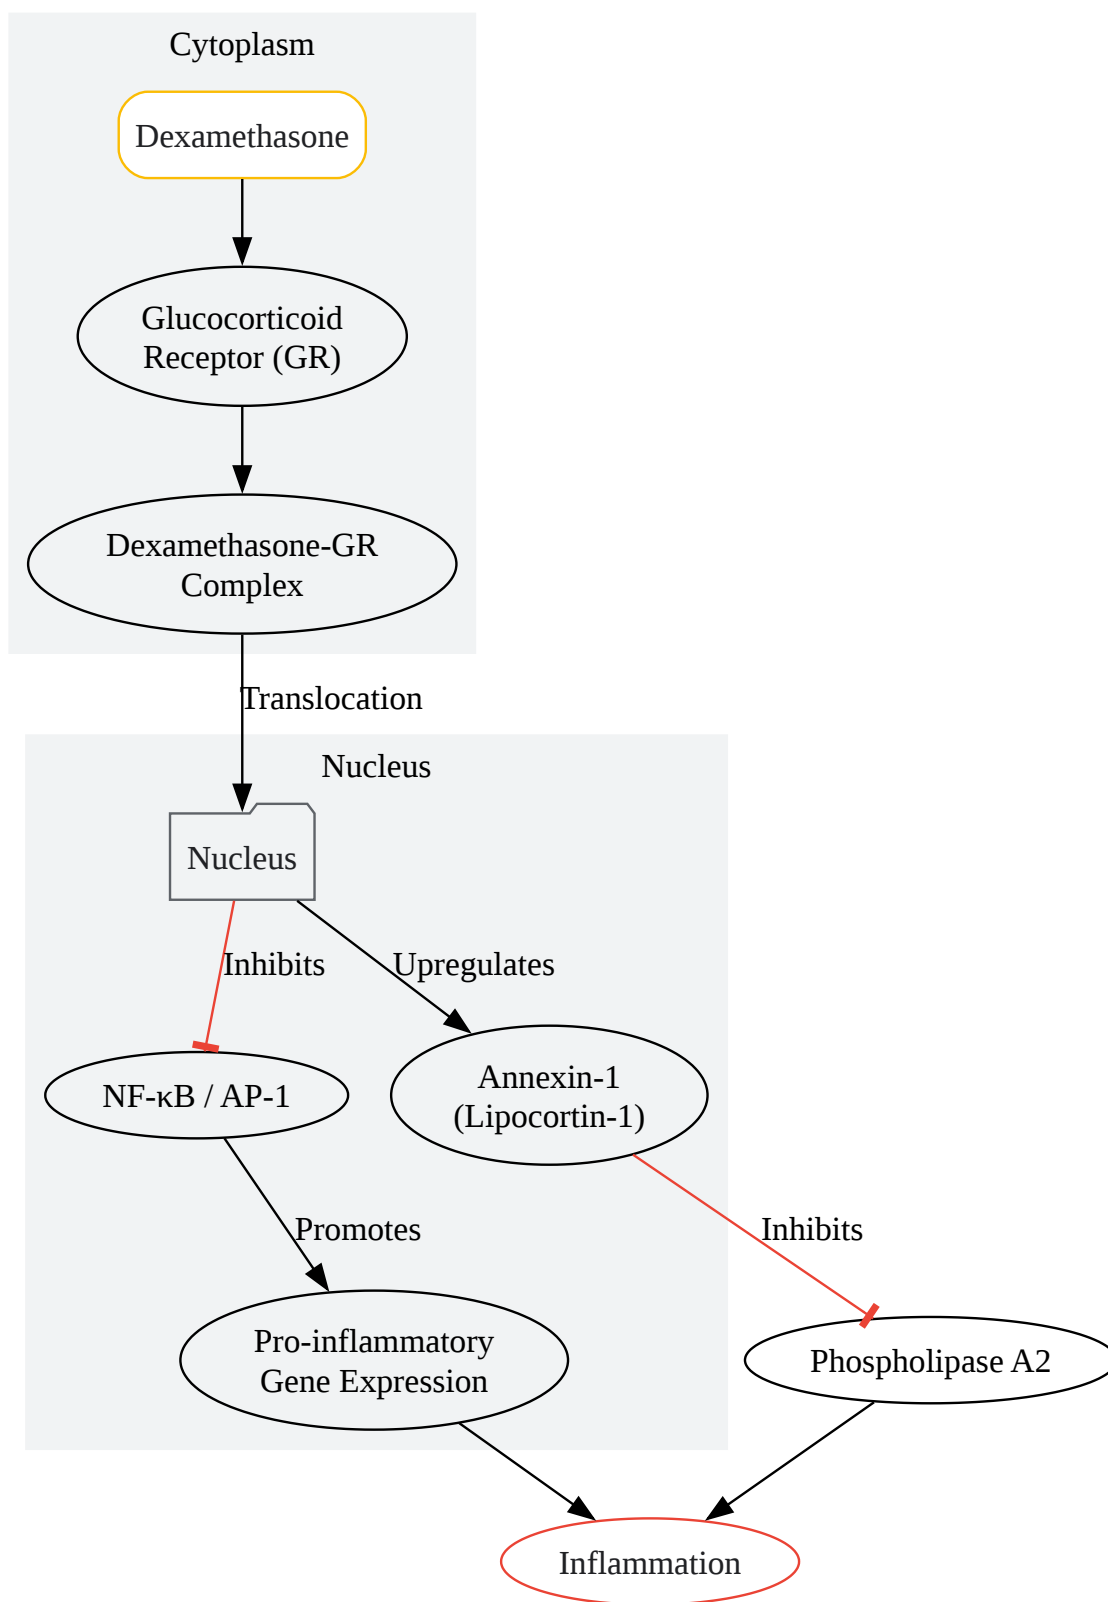 Cytoplasm
Dexamethasone
Glucocorticoid
Receptor (GR)
Dexamethasone-GR
Complex
Translocation
Nucleus
Nucleus
Inhibits
Upregulates
NF-κB / AP-1
Annexin-1
(Lipocortin-1)
Promotes
Inhibits
Pro-inflammatory
Gene Expression
Phospholipase A2
Inflammation